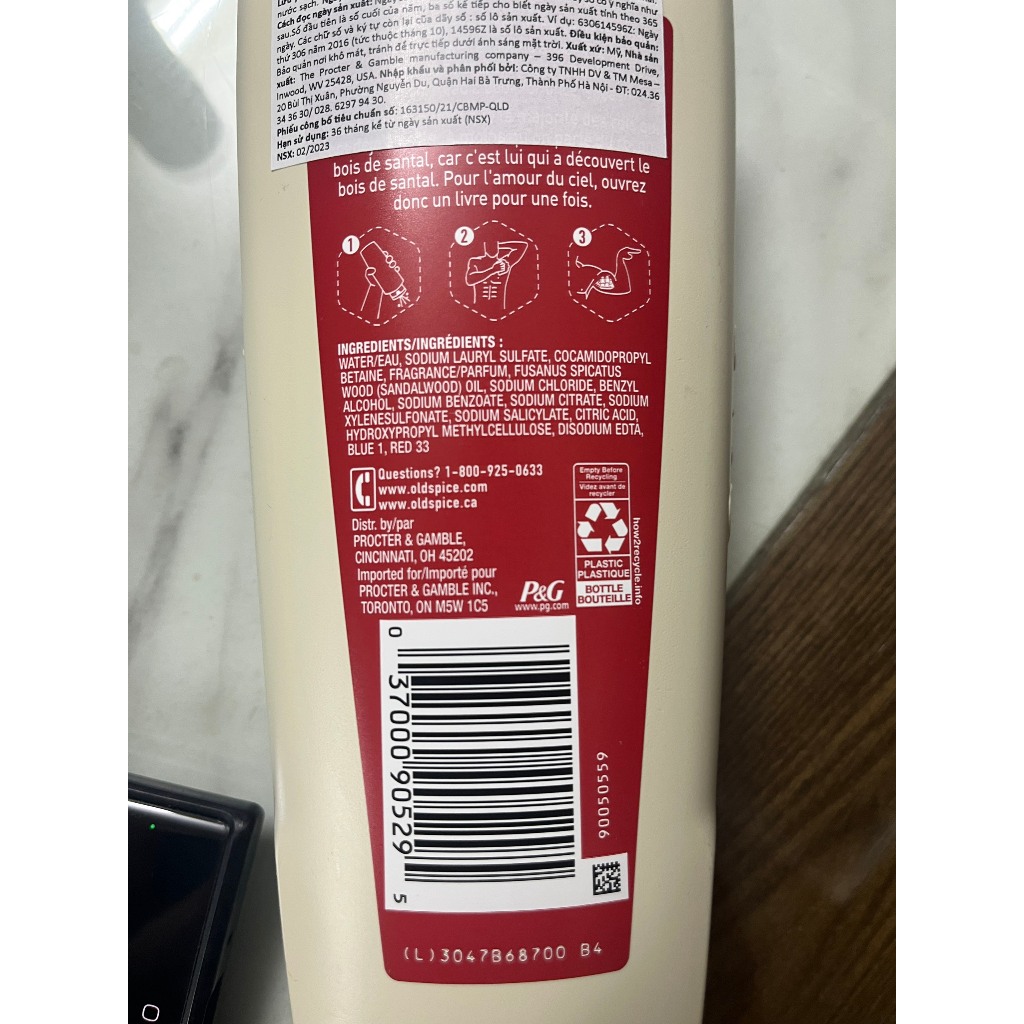 nước sạch.
Cách đọc ngày sản xuất:
sau:Số đầu tiên là số cuối của năm, ba số kế tiếp cho biết ngày sản xuất tính theo 365
ngày. Các chữ số và ký tự còn lại của dãy số : số lô sản xuất. Ví dụ: 630614596Z: Ngày
thứ 306 năm 2016 (tức thuộc tháng 10), 14596Z là số lô sản xuất. Điều kiện bảo quản:
Bảo quản nơi khô mát, tránh để trực tiếp dưới ánh sáng mặt trời. Xuất xứ: Mỹ, Nhà sản
xuất: The Procter & Gamble manufacturing company – 396 Development Drive,
Inwood, WV 25428, USA. Nhập khẩu và phân phối bởi: Công ty TNHH DV & TM Mesa –
20 Bùi Thị Xuân, Phường Nguyễn Du, Quận Hai Bà Trưng, Thành Phố Hà Nội - ĐT: 024.36
34 36 30/ 028. 6297 94 30.
Phiếu công bố tiêu chuẩn số: 163150/21/CBMP-QLD
Hạn sử dụng: 36 tháng kể từ ngày sản xuất (NSX)
NSX: 02/2023
bois de santal, car c'est lui qui a découvert le
bois de santal. Pour l'amour du ciel, ouvrez
donc un livre pour une fois.
1 2 3
INGREDIENTS/INGRÉDIENTS :
WATER/EAU, SODIUM LAURYL SULFATE, COCAMIDOPROPYL
BETAINE, FRAGRANCE/PARFUM, FUSANUS SPICATUS
WOOD (SANDALWOOD) OIL, SODIUM CHLORIDE, BENZYL
ALCOHOL, SODIUM BENZOATE, SODIUM CITRATE, SODIUM
XYLENESULFONATE, SODIUM SALICYLATE, CITRIC ACID,
HYDROXYPROPYL METHYLCELLULOSE, DISODIUM EDTA,
BLUE 1, RED 33
Questions? 1-800-925-0633
www.oldspice.com
www.oldspice.ca
Distr. by/par
PROCTER & GAMBLE,
CINCINNATI, OH 45202
Imported for/Importé pour
PROCTER & GAMBLE INC.,
TORONTO, ON M5W 1C5
P&G
www.pg.com
Empty Before
Recycling
Videz avant de
recycler
PLASTIC
PLASTIQUE
BOTTLE
BOUTEILLE
how2recycle.info
0 37000 90529 5
90050559
(L)3047B68700 B4